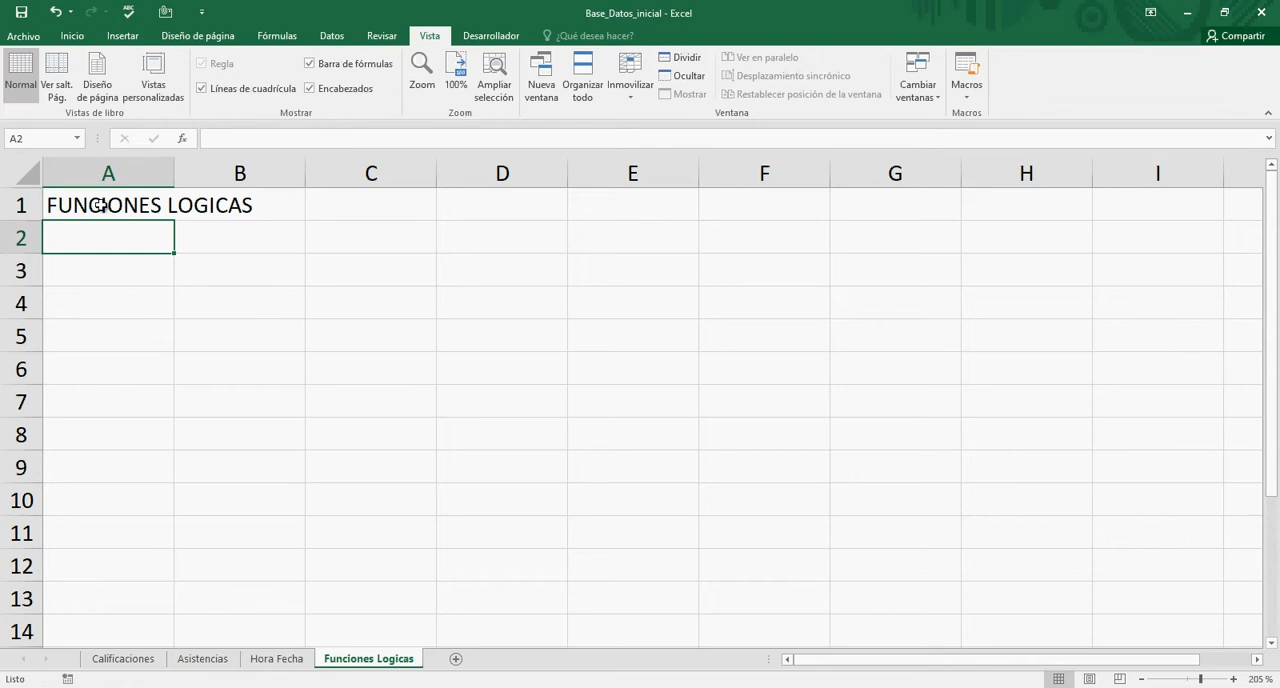 Base_Datos_inicial - Excel
Archivo Inicio Insertar Diseño de página Fórmulas Datos Revisar Vista Desarrollador ¿Qué desea hacer? Compartir
Normal
Ver salt. Pág.
Diseño de página
Vistas personalizadas
Vistas de libro
Regla
Barra de fórmulas
Líneas de cuadrícula
Encabezados
Mostrar
Zoom
100%
Ampliar selección
Zoom
Nueva ventana
Organizar todo
Inmovilizar
Dividir
Ocultar
Mostrar
Ver en paralelo
Desplazamiento sincrónico
Restablecer posición de la ventana
Cambiar ventanas
Ventana
Macros
Macros
A2
fx
A B C D E F G H I
1 FUNCIONES LOGICAS
2
3
4
5
6
7
8
9
10
11
12
13
14
Calificaciones Asistencias Hora Fecha Funciones Logicas
Listo 205 %